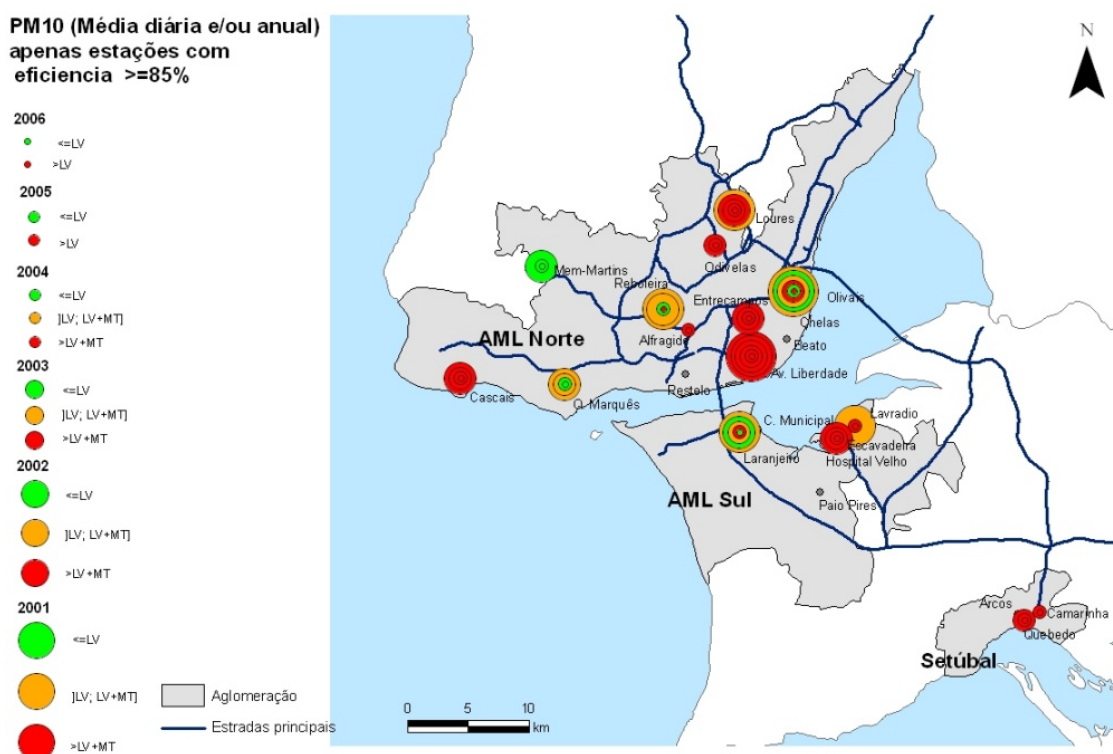 PM10 (Média diária e/ou anual)
apenas estações com
eficiencia >=85%
2006
<=LV
>LV
2005
<=LV
>LV
2004
<=LV
]LV; LV+MT]
>LV+MT
2003
<=LV
]LV; LV+MT]
>LV+MT
2002
<=LV
]LV; LV+MT]
>LV+MT
2001
<=LV
]LV; LV+MT]
>LV+MT
Aglomeração
Estradas principais
0 5 10
km
N
Loures
Odivelas
Mem-Martins
Reboleira
Entrecampos
Olivais
Chelas
AML Norte
Alfragide
Beato
Av. Liberdade
Restelo
Cascais
Q. Marquês
C. Municipal
Lavradio
Escavadeira
Laranjeiro
Hospital Velho
AML Sul
Paio Pires
Arcos
Camarinha
Quebedo
Setúbal